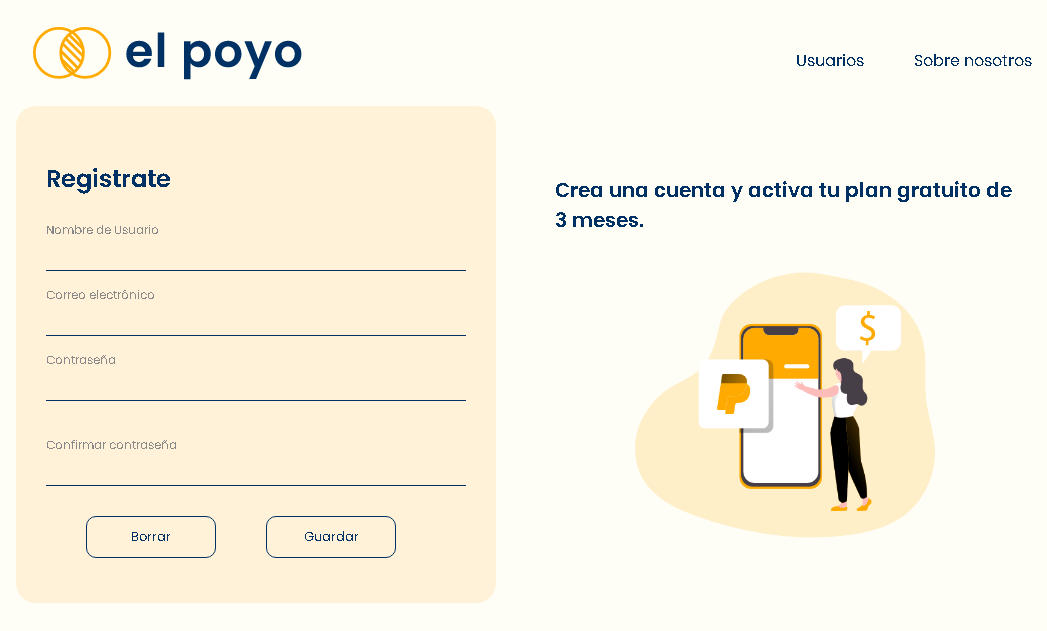 el poyo
Usuarios
Sobre nosotros
Registrate
Nombre de Usuario
Correo electrónico
Contraseña
Confirmar contraseña
Borrar
Guardar
Crea una cuenta y activa tu plan gratuito de
3 meses.
$